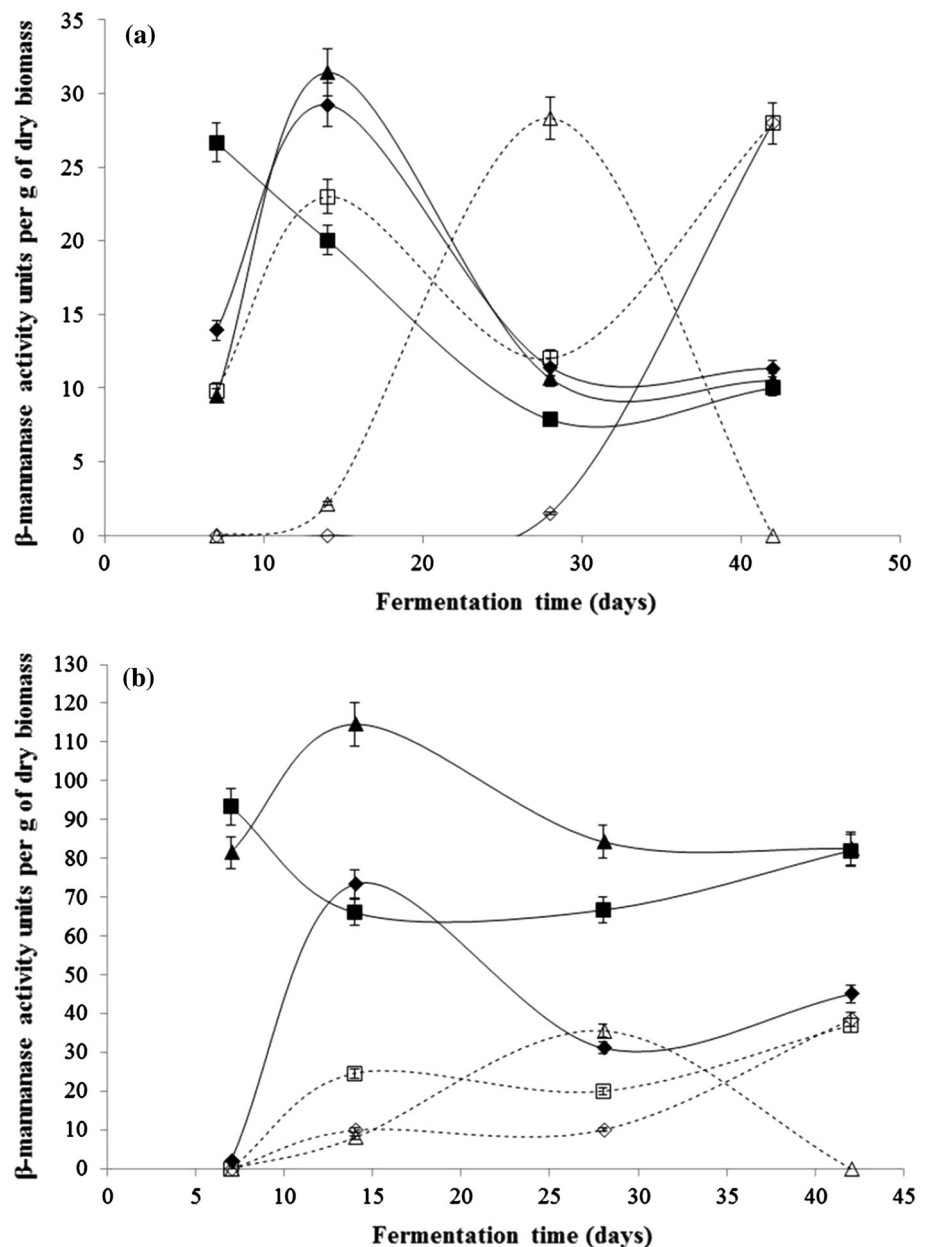 (a)
β-mannanase activity units per g of dry biomass
35
30
25
20
15
10
5
0
0 10 20 30 40 50
Fermentation time (days)
(b)
β-mannanase activity units per g of dry biomass
130
120
110
100
90
80
70
60
50
40
30
20
10
0
0 5 10 15 20 25 30 35 40 45
Fermentation time (days)